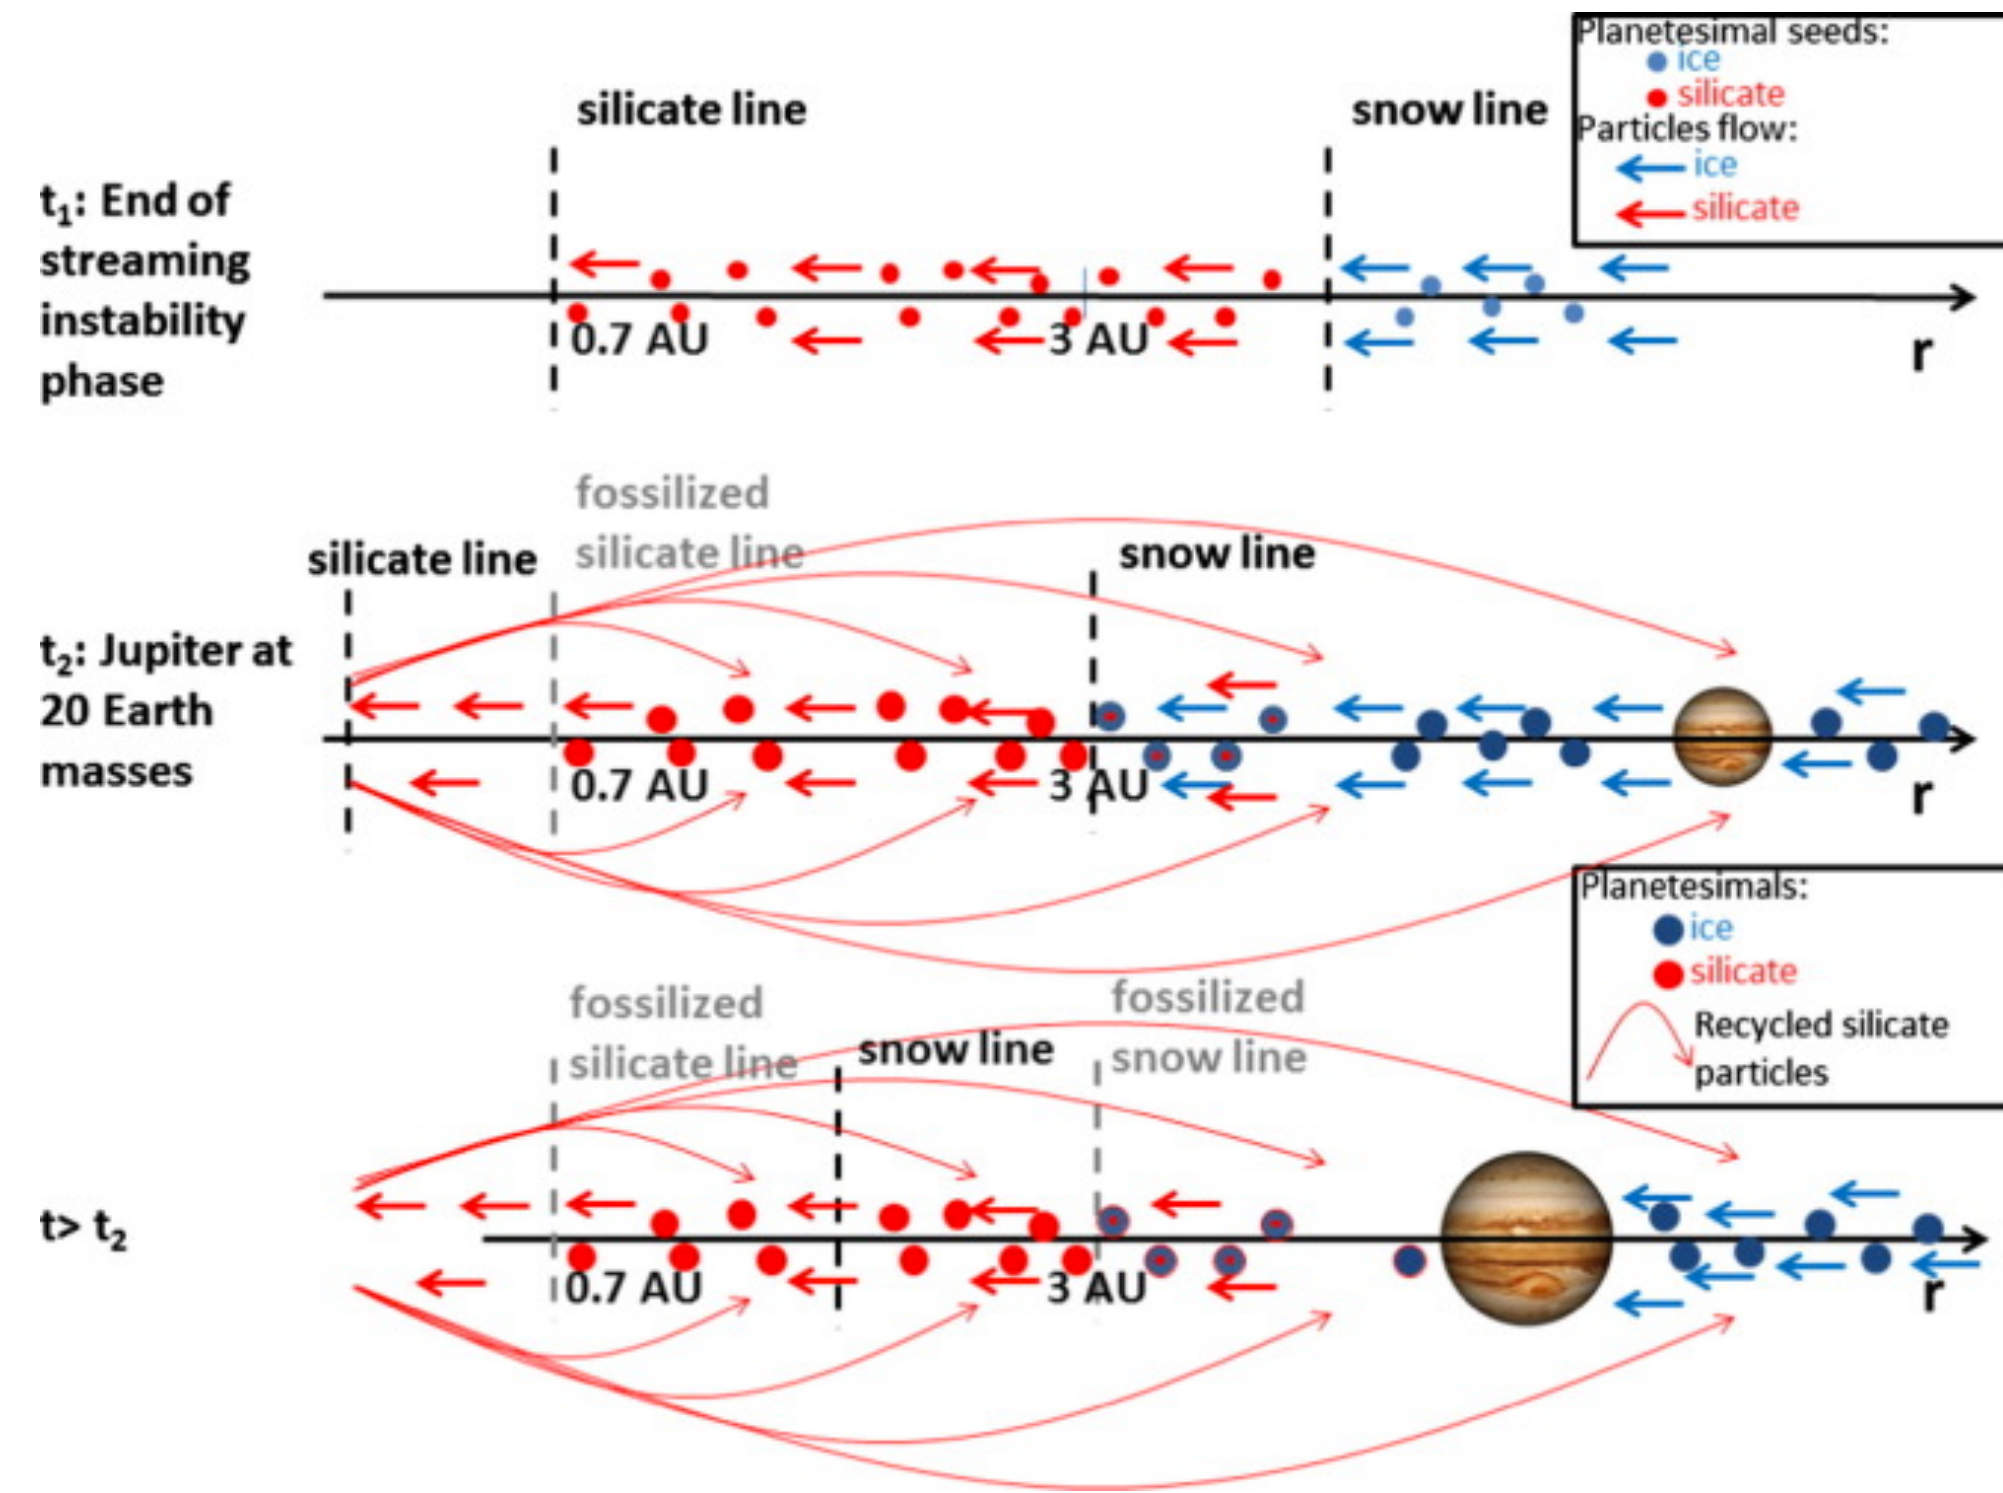 Planetesimal seeds:
ice
silicate
Particles flow:
ice
silicate
silicate line
snow line
t1: End of
streaming
instability
phase
0.7 AU
3 AU
r
fossilized
silicate line
silicate line
snow line
t2: Jupiter at
20 Earth
masses
0.7 AU
3 AU
r
Planetesimals:
ice
silicate
Recycled silicate
particles
fossilized
silicate line
snow line
fossilized
snow line
t> t2
0.7 AU
3 AU
r